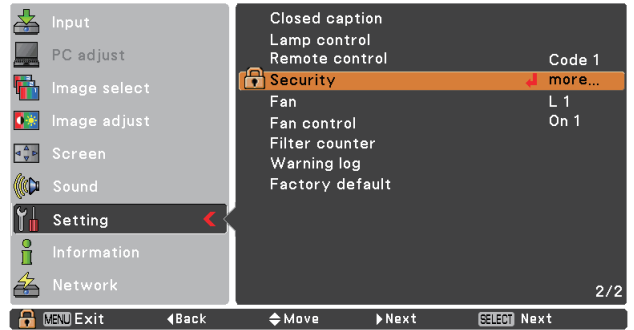 Input
PC adjust
Image select
Image adjust
Screen
Sound
Setting
Information
Network
Closed caption
Lamp control
Remote control Code 1
Security more...
Fan L 1
Fan control On 1
Filter counter
Warning log
Factory default
2/2
MENU Exit Back Move Next SELECT Next